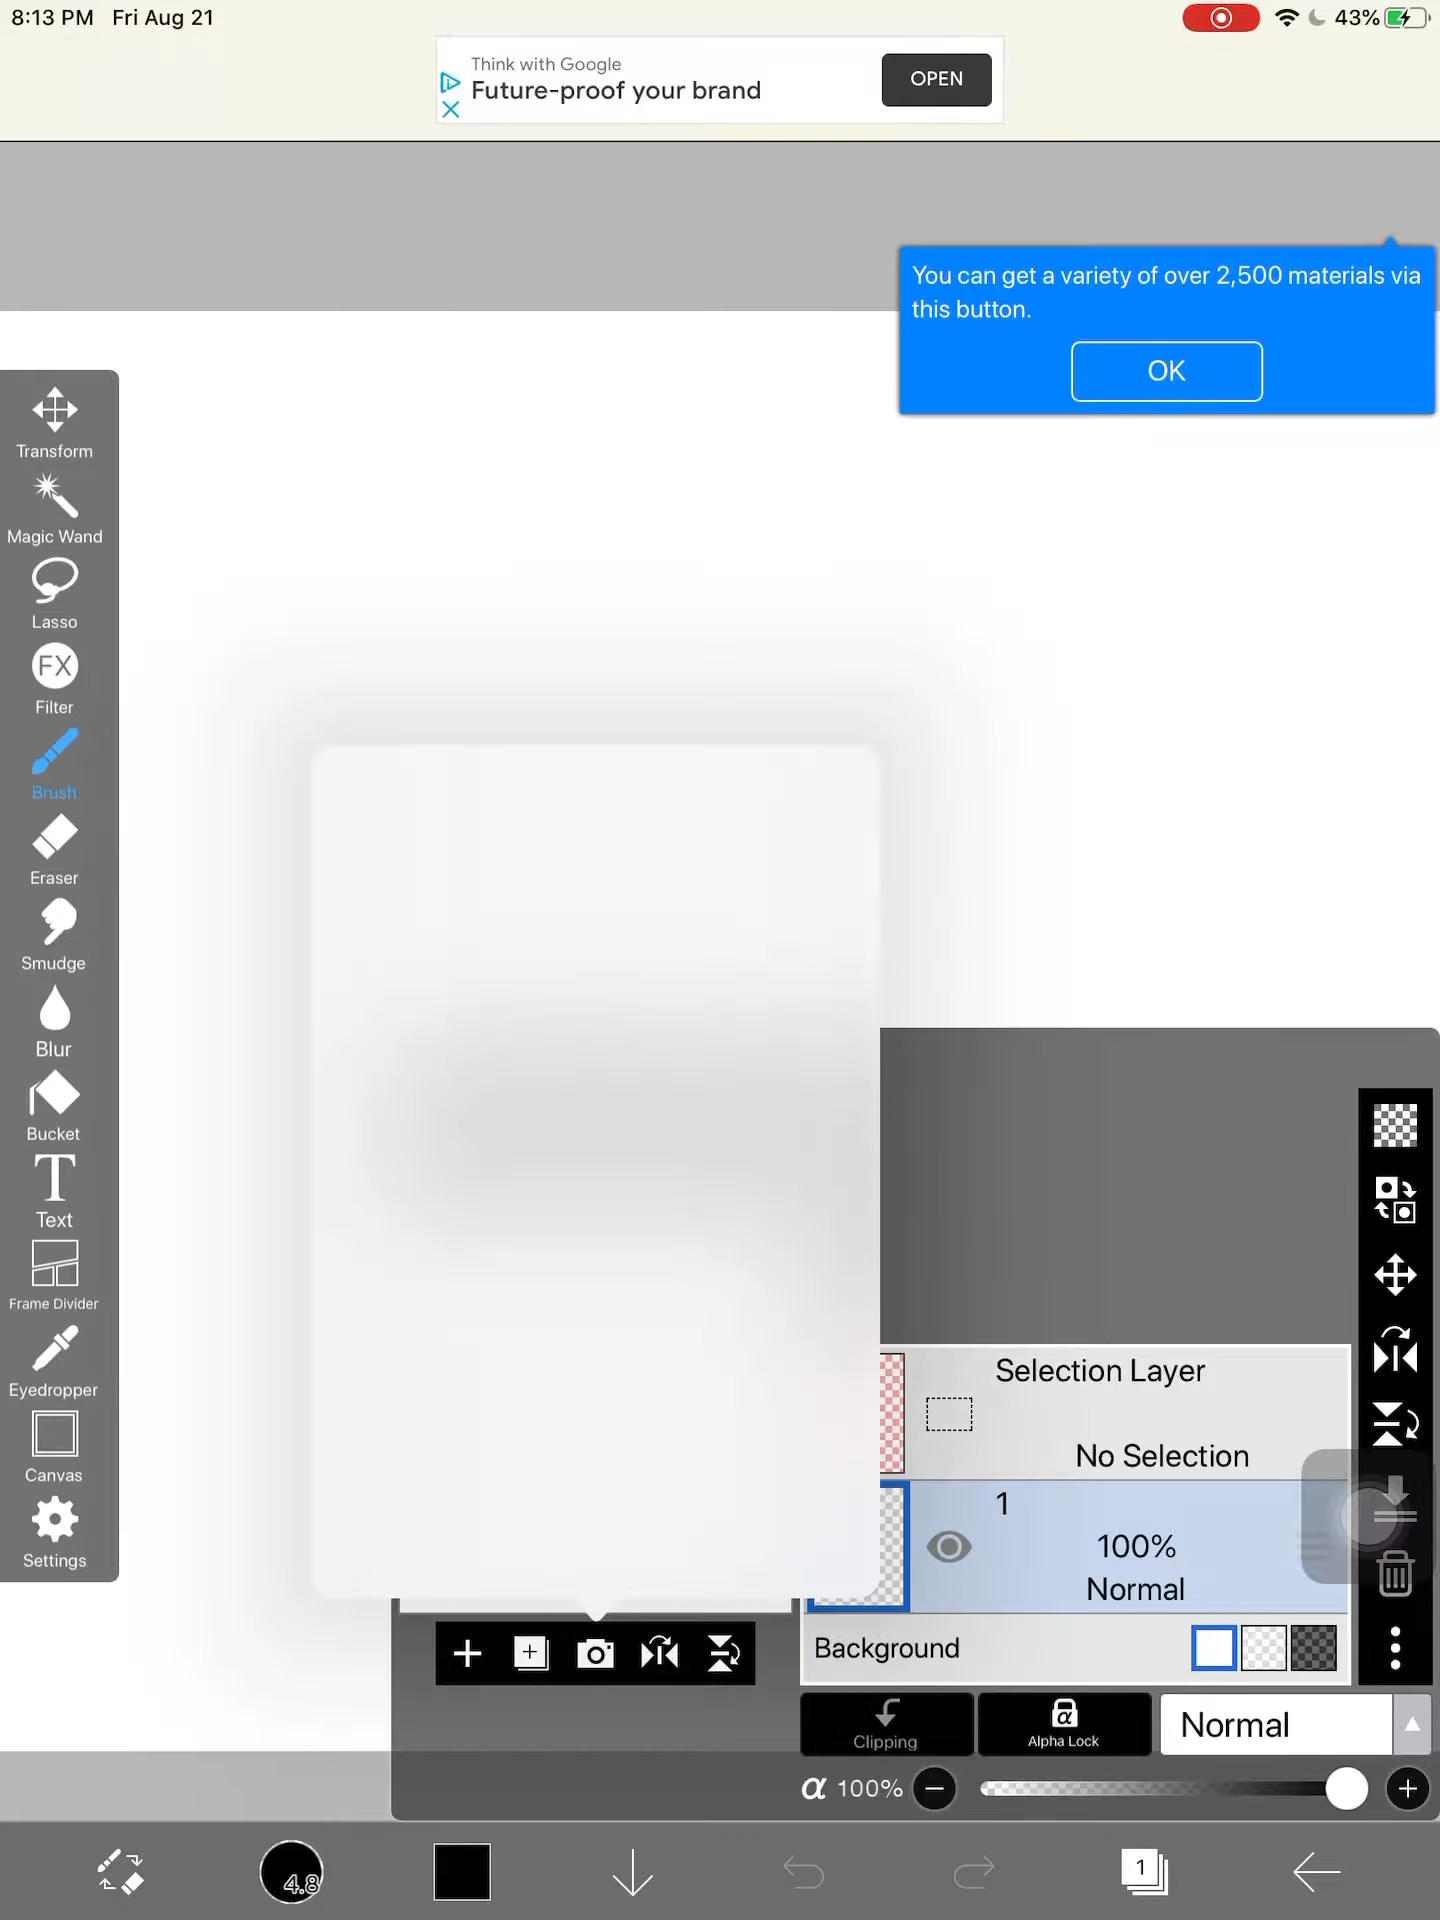 8:13 PM Fri Aug 21
43%
Think with Google
Future-proof your brand
OPEN
You can get a variety of over 2,500 materials via
this button.
OK
Transform
Magic Wand
Lasso
FX
Filter
Brush
Eraser
Smudge
Blur
Bucket
T
Text
Frame Divider
Eyedropper
Canvas
Settings
Selection Layer
No Selection
1
100%
Normal
Background
Clipping
α
Alpha Lock
Normal
α 100%
4.8
1